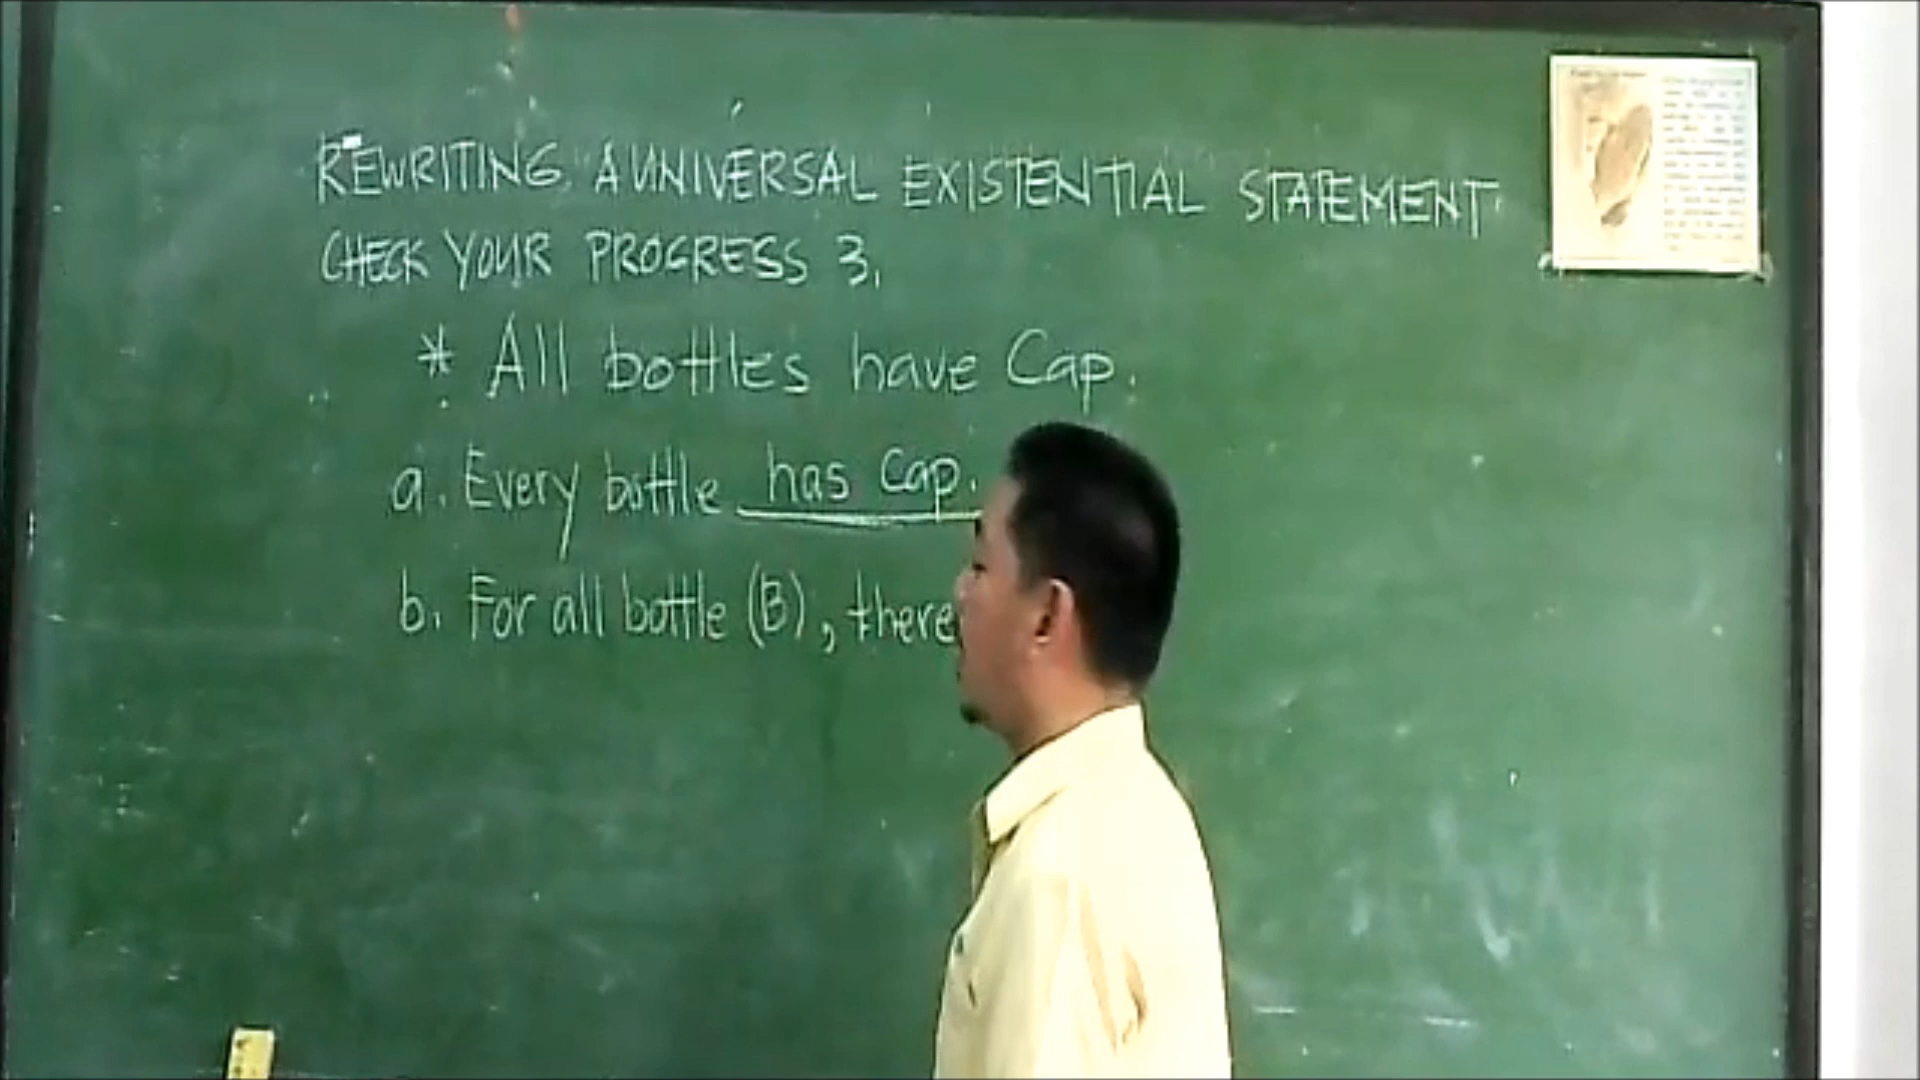 REWRITING A UNIVERSAL EXISTENTIAL STATEMENT
CHECK YOUR PROGRESS 3.
* All bottles have Cap.
a. Every bottle has Cap.
b. For all bottle (B), there